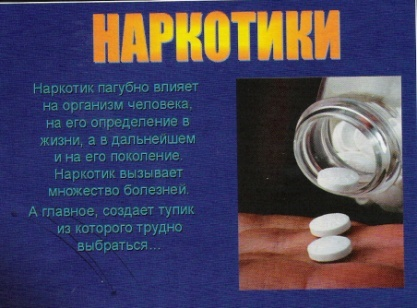 НАРКОТИКИ
Наркотик пагубно влияет
на организм человека,
на его определение в
жизни, а в дальнейшем
и на его поколение.
Наркотик вызывает
множество болезней.
А главное, создает тупик
из которого трудно
выбраться...